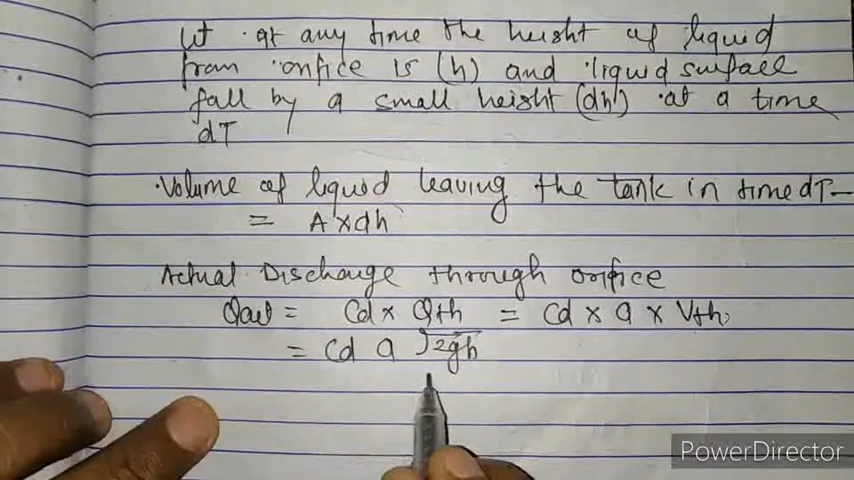 let at any time the height of liquid
from orifice is (h) and liquid surface
fall by a small height (dh) at a time
dT
Volume of liquid leaving the tank in time dT-
= A x dh
Actual Discharge through orifice
Qact = Cd x Qth = Cd x a x Vth
= Cd a √2gh
PowerDirector